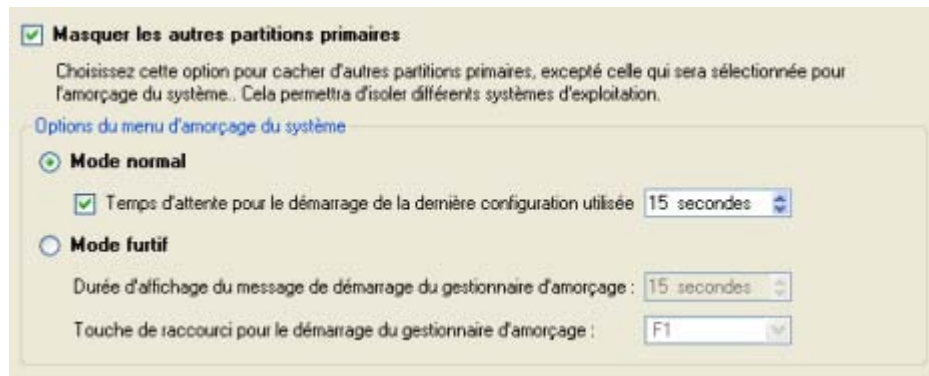 Masquer les autres partitions primaires
Choisissez cette option pour cacher d'autres partitions primaires, excepté celle qui sera sélectionnée pour
l'amorçage du système.. Cela permettra d'isoler différents systèmes d'exploitation.
Options du menu d'amorçage du système
Mode normal
Temps d'attente pour le démarrage de la dernière configuration utilisée 15 secondes
Mode furtif
Durée d'affichage du message de démarrage du gestionnaire d'amorçage : 15 secondes
Touche de raccourci pour le démarrage du gestionnaire d'amorçage : F1